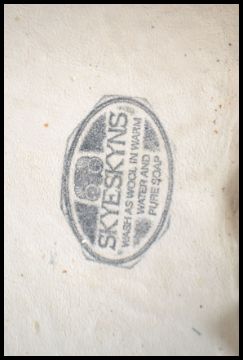 SKYESKYNS
WASH AS WOOL IN WARM
WATER AND
PURE SOAP